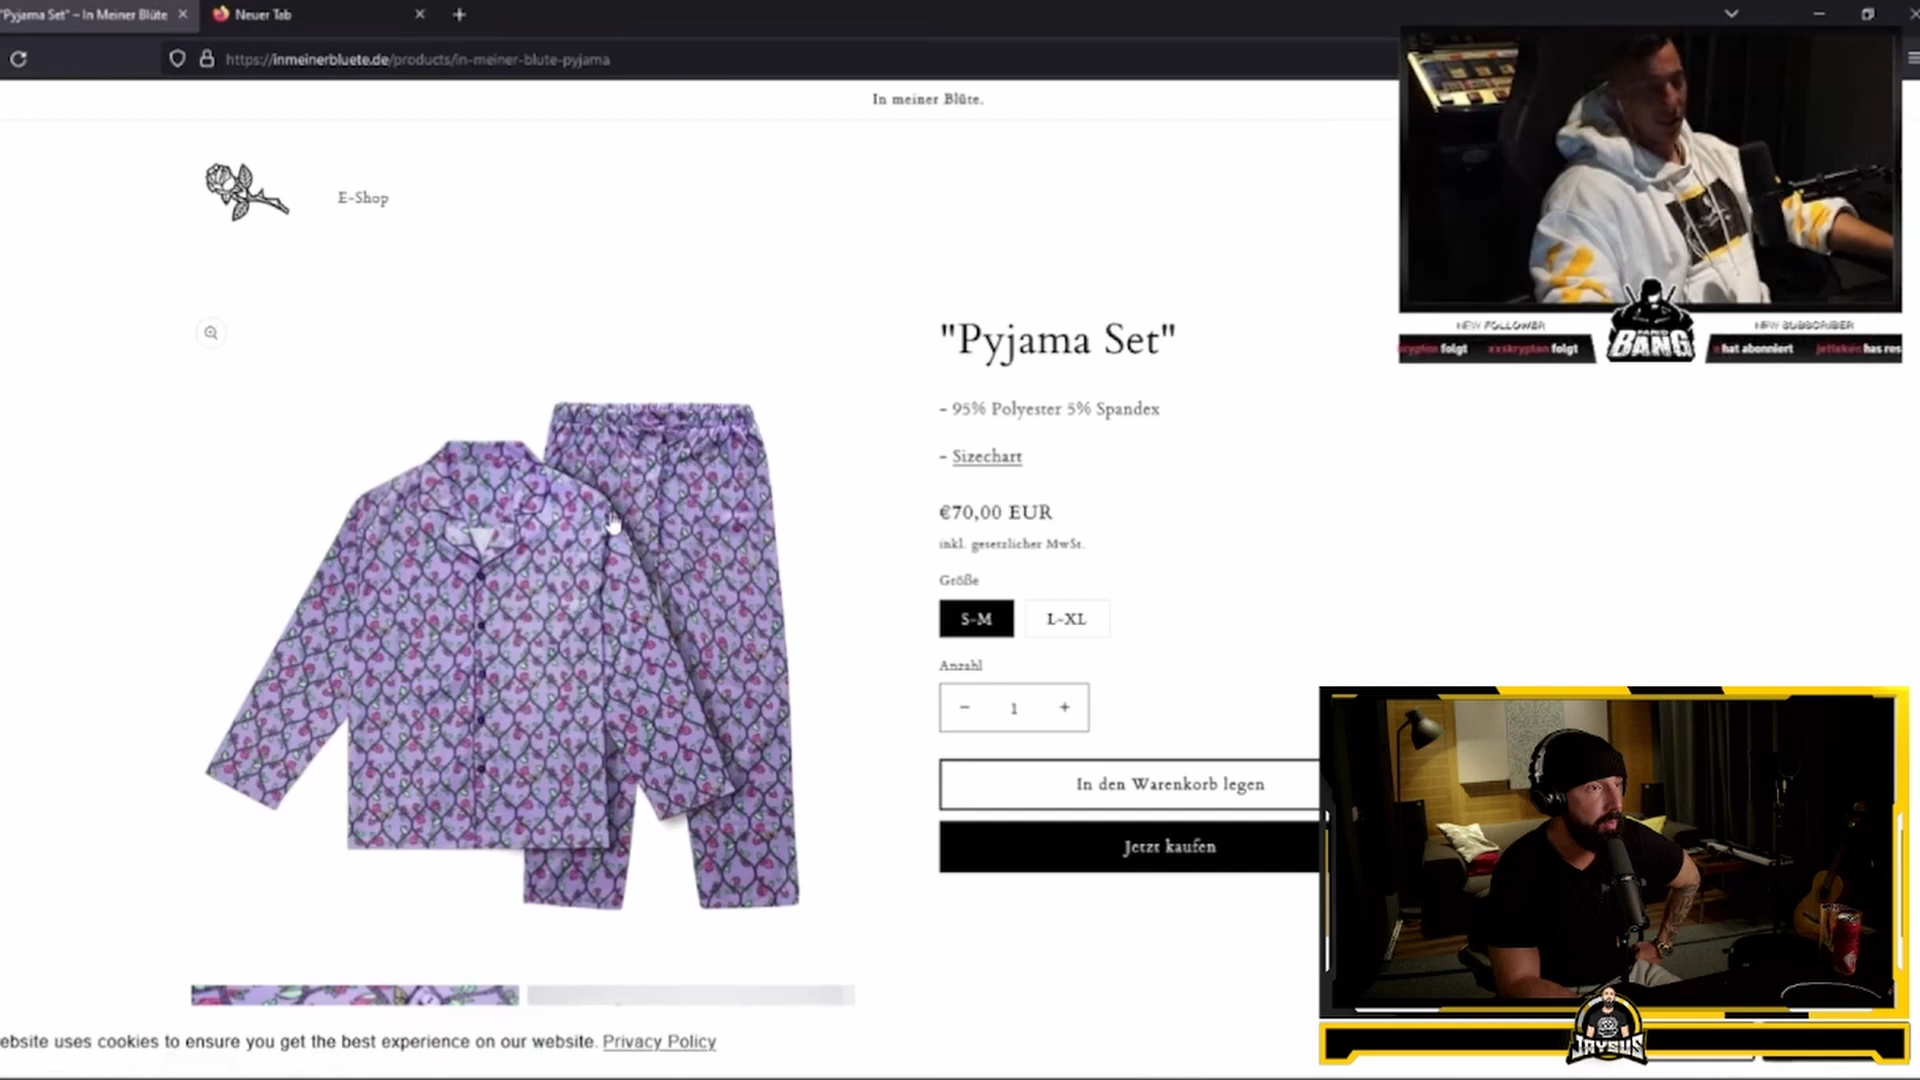 "Pyjama Set" – In Meiner Blüte
Neuer Tab
https://inmeinerbluete.de/products/in-meiner-blute-pyjama
In meiner Blüte.
E-Shop
"Pyjama Set"
- 95% Polyester 5% Spandex
- Sizechart
€70,00 EUR
inkl. gesetzlicher MwSt.
Größe
S-M
L-XL
Anzahl
− 1 +
In den Warenkorb legen
Jetzt kaufen
ebsite uses cookies to ensure you get the best experience on our website. Privacy Policy
NEW FOLLOWER
NEW SUBSCRIBER
folgt
xxskrypton folgt
BANG
hat abonniert
has res
JAYSUS